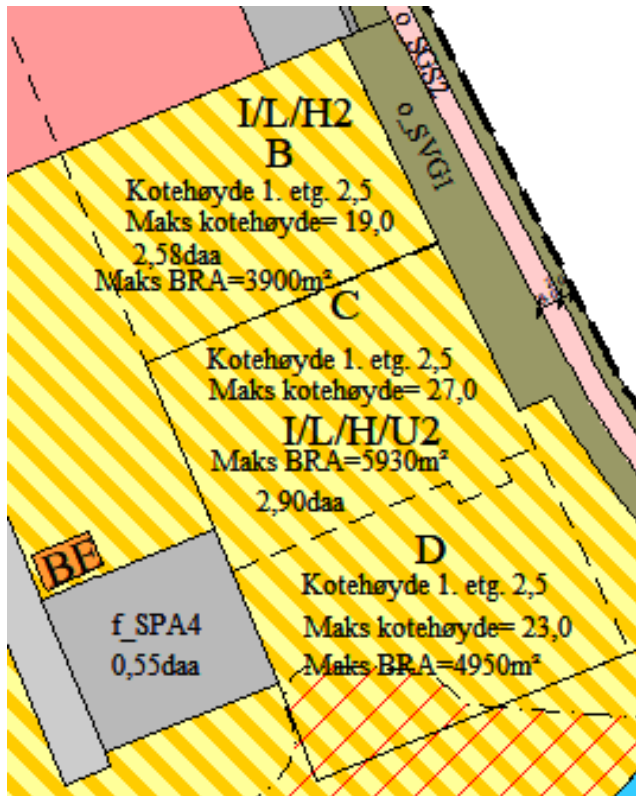 o_SGS2
o_SVG1
I/L/H2
B
Kotehøyde 1. etg. 2,5
Maks kotehøyde= 19,0
2,58daa
Maks BRA=3900m²
C
Kotehøyde 1. etg. 2,5
Maks kotehøyde= 27,0
I/L/H/U2
Maks BRA=5930m²
2,90daa
D
Kotehøyde 1. etg. 2,5
Maks kotehøyde= 23,0
Maks BRA=4950m²
BE
f_SPA4
0,55daa